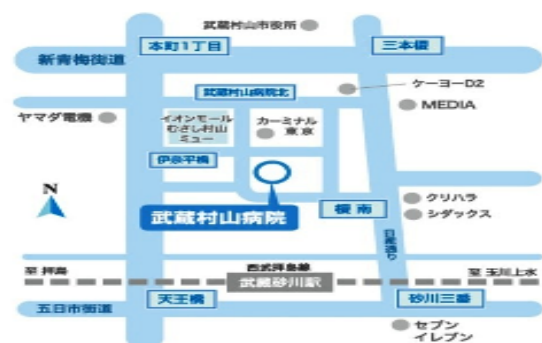 武蔵村山市役所
本町1丁目
三本榎
新青梅街道
ケーヨーD2
武蔵村山病院北
MEDIA
ヤマダ電機
イオンモール
むさし村山
ミュー
カーミナル
東京
伊奈平橋
N
クリハラ
シダックス
武蔵村山病院
榎南
日産通り
西武拝島線
至 拝島
至 玉川上水
武蔵砂川駅
天王橋
砂川三番
五日市街道
セブン
イレブン